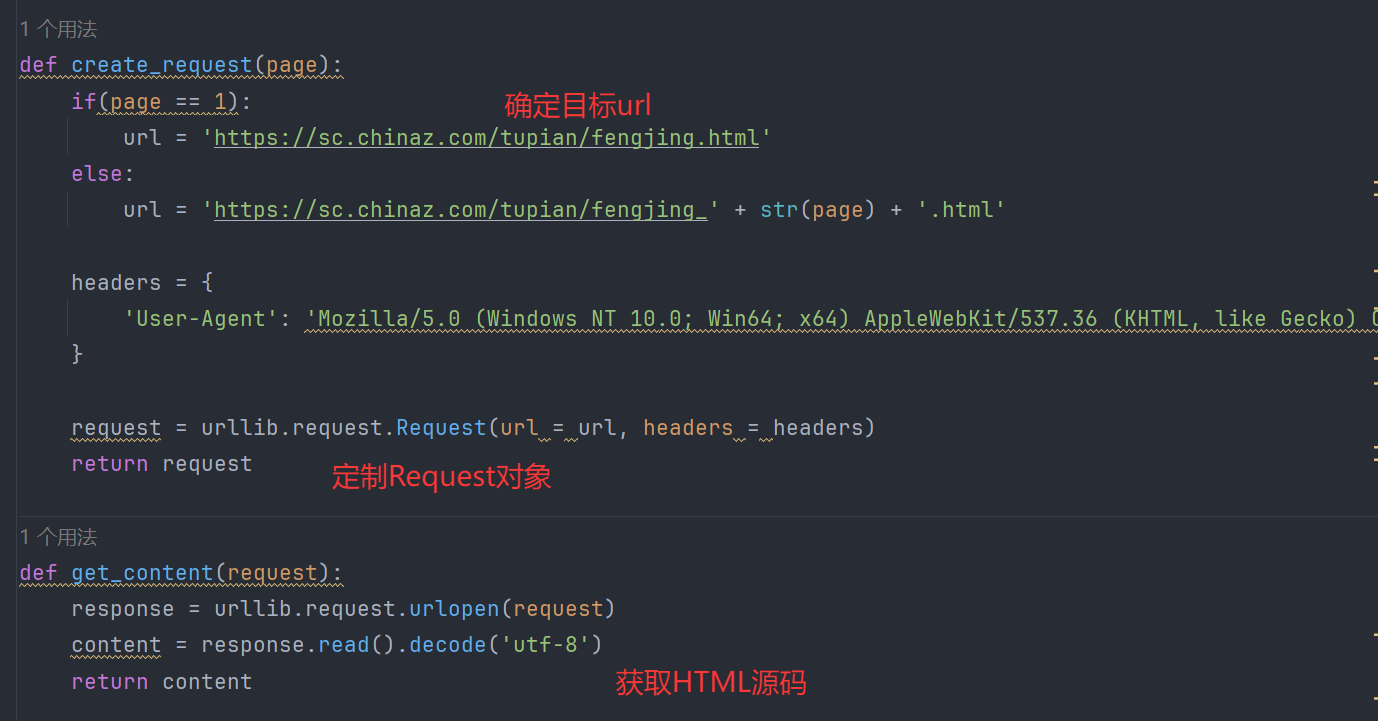 1 个用法
def create_request(page):
if(page == 1):
确定目标url
url = 'https://sc.chinaz.com/tupian/fengjing.html'
else:
url = 'https://sc.chinaz.com/tupian/fengjing_' + str(page) + '.html'
headers = {
'User-Agent': 'Mozilla/5.0 (Windows NT 10.0; Win64; x64) AppleWebKit/537.36 (KHTML, like Gecko)
}
request = urllib.request.Request(url = url, headers = headers)
return request
定制Request对象
1 个用法
def get_content(request):
response = urllib.request.urlopen(request)
content = response.read().decode('utf-8')
return content
获取HTML源码